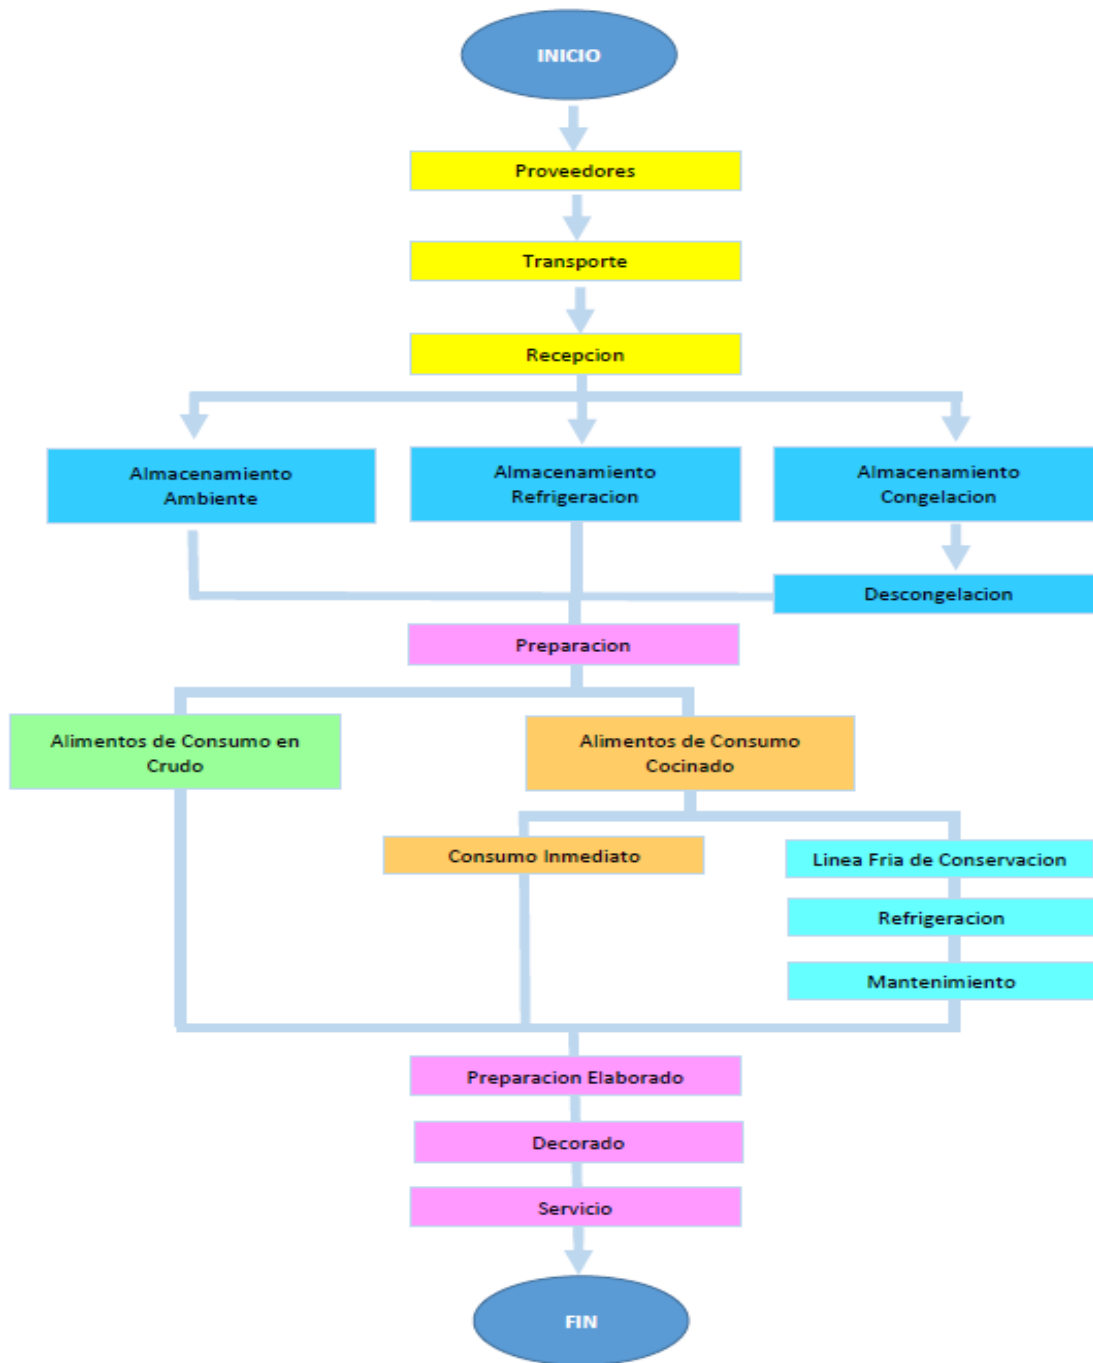 INICIO
Proveedores
Transporte
Recepcion
Almacenamiento
Ambiente
Almacenamiento
Refrigeracion
Almacenamiento
Congelacion
Descongelacion
Preparacion
Alimentos de Consumo en
Crudo
Alimentos de Consumo
Cocinado
Consumo Inmediato
Linea Fria de Conservacion
Refrigeracion
Mantenimiento
Preparacion Elaborado
Decorado
Servicio
FIN